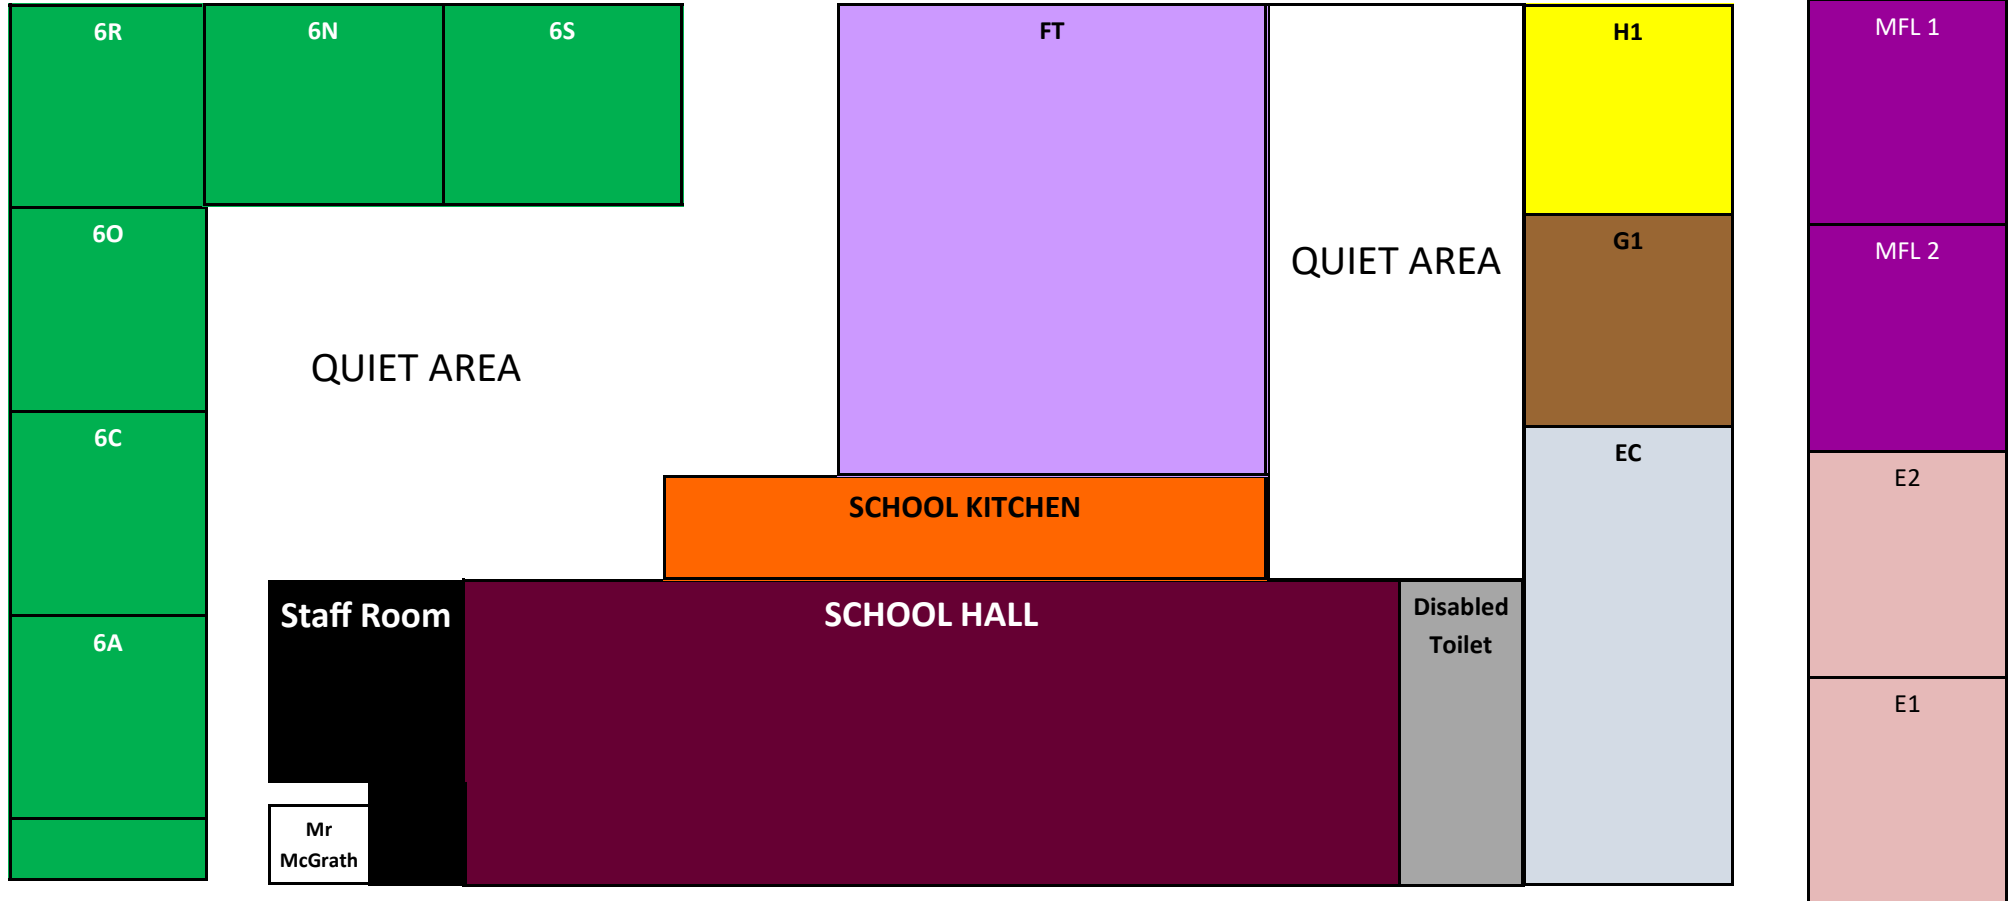 6R
6N
6S
FT
H1
MFL 1
6O
G1
MFL 2
QUIET AREA
QUIET AREA
6C
EC
E2
SCHOOL KITCHEN
Staff Room
SCHOOL HALL
Disabled
Toilet
6A
E1
Mr
McGrath